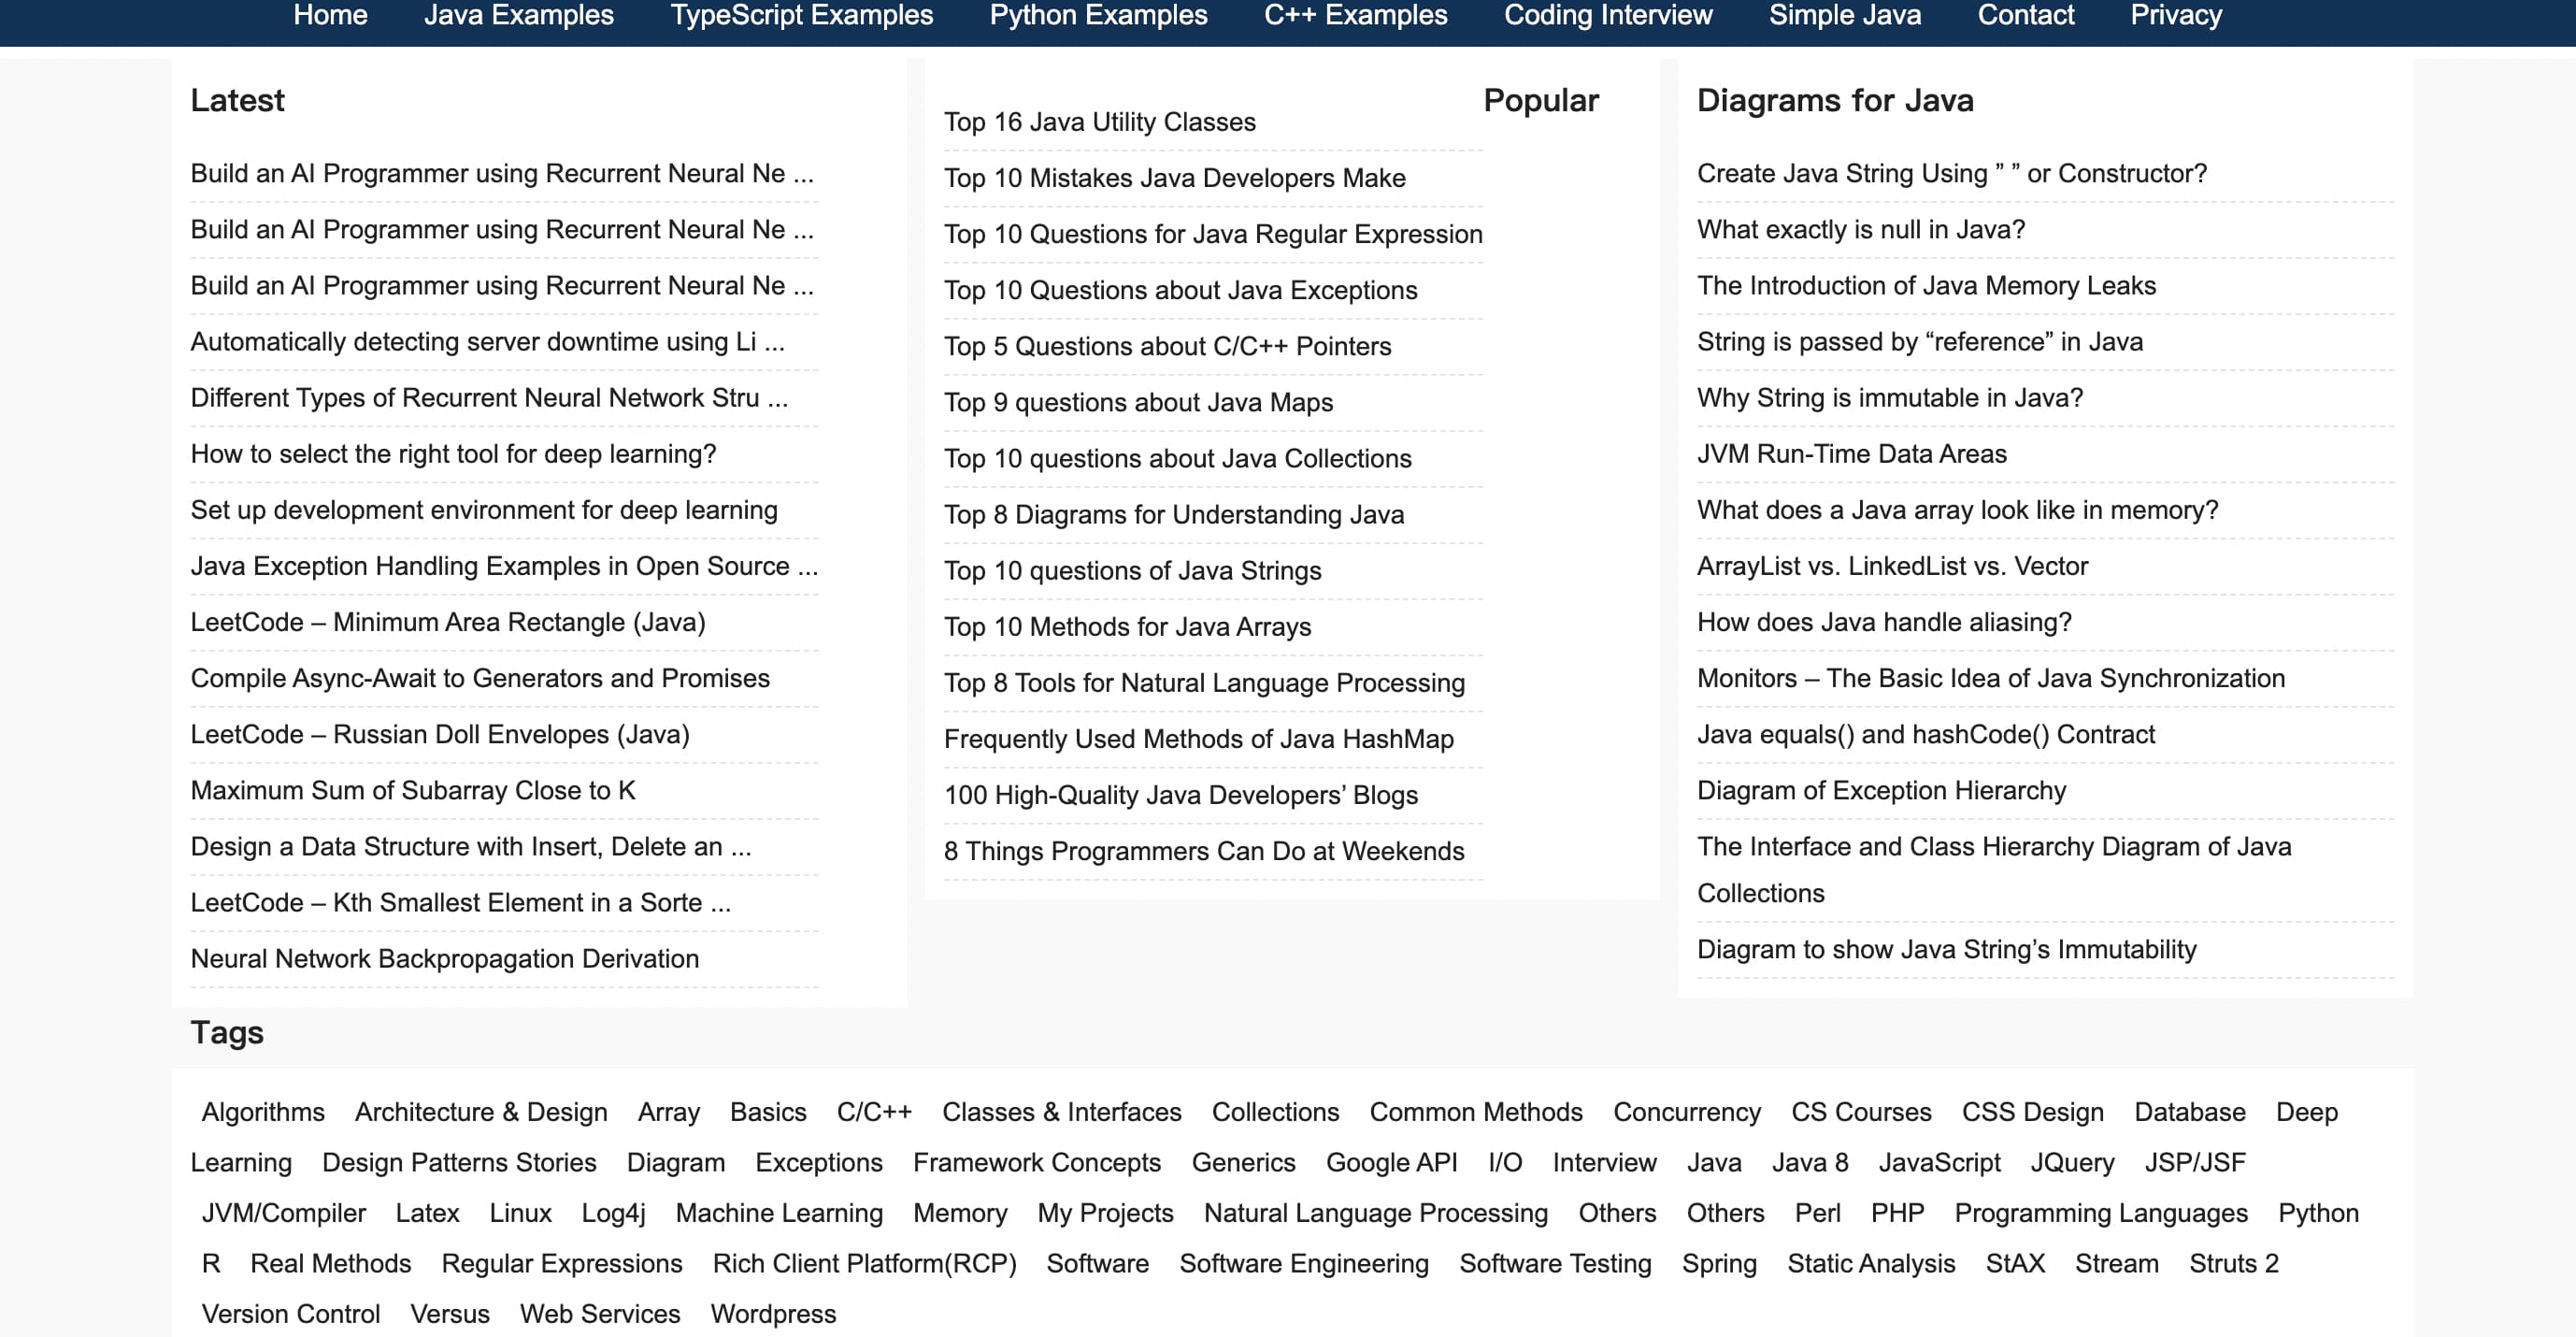 Home Java Examples TypeScript Examples Python Examples C++ Examples Coding Interview Simple Java Contact Privacy
Latest
Build an AI Programmer using Recurrent Neural Ne ...
Build an AI Programmer using Recurrent Neural Ne ...
Build an AI Programmer using Recurrent Neural Ne ...
Automatically detecting server downtime using Li ...
Different Types of Recurrent Neural Network Stru ...
How to select the right tool for deep learning?
Set up development environment for deep learning
Java Exception Handling Examples in Open Source ...
LeetCode – Minimum Area Rectangle (Java)
Compile Async-Await to Generators and Promises
LeetCode – Russian Doll Envelopes (Java)
Maximum Sum of Subarray Close to K
Design a Data Structure with Insert, Delete an ...
LeetCode – Kth Smallest Element in a Sorte ...
Neural Network Backpropagation Derivation
Popular
Top 16 Java Utility Classes
Top 10 Mistakes Java Developers Make
Top 10 Questions for Java Regular Expression
Top 10 Questions about Java Exceptions
Top 5 Questions about C/C++ Pointers
Top 9 questions about Java Maps
Top 10 questions about Java Collections
Top 8 Diagrams for Understanding Java
Top 10 questions of Java Strings
Top 10 Methods for Java Arrays
Top 8 Tools for Natural Language Processing
Frequently Used Methods of Java HashMap
100 High-Quality Java Developers’ Blogs
8 Things Programmers Can Do at Weekends
Diagrams for Java
Create Java String Using ” ” or Constructor?
What exactly is null in Java?
The Introduction of Java Memory Leaks
String is passed by “reference” in Java
Why String is immutable in Java?
JVM Run-Time Data Areas
What does a Java array look like in memory?
ArrayList vs. LinkedList vs. Vector
How does Java handle aliasing?
Monitors – The Basic Idea of Java Synchronization
Java equals() and hashCode() Contract
Diagram of Exception Hierarchy
The Interface and Class Hierarchy Diagram of Java
Collections
Diagram to show Java String’s Immutability
Tags
Algorithms Architecture & Design Array Basics C/C++ Classes & Interfaces Collections Common Methods Concurrency CS Courses CSS Design Database Deep
Learning Design Patterns Stories Diagram Exceptions Framework Concepts Generics Google API I/O Interview Java Java 8 JavaScript JQuery JSP/JSF
JVM/Compiler Latex Linux Log4j Machine Learning Memory My Projects Natural Language Processing Others Others Perl PHP Programming Languages Python
R Real Methods Regular Expressions Rich Client Platform(RCP) Software Software Engineering Software Testing Spring Static Analysis StAX Stream Struts 2
Version Control Versus Web Services Wordpress